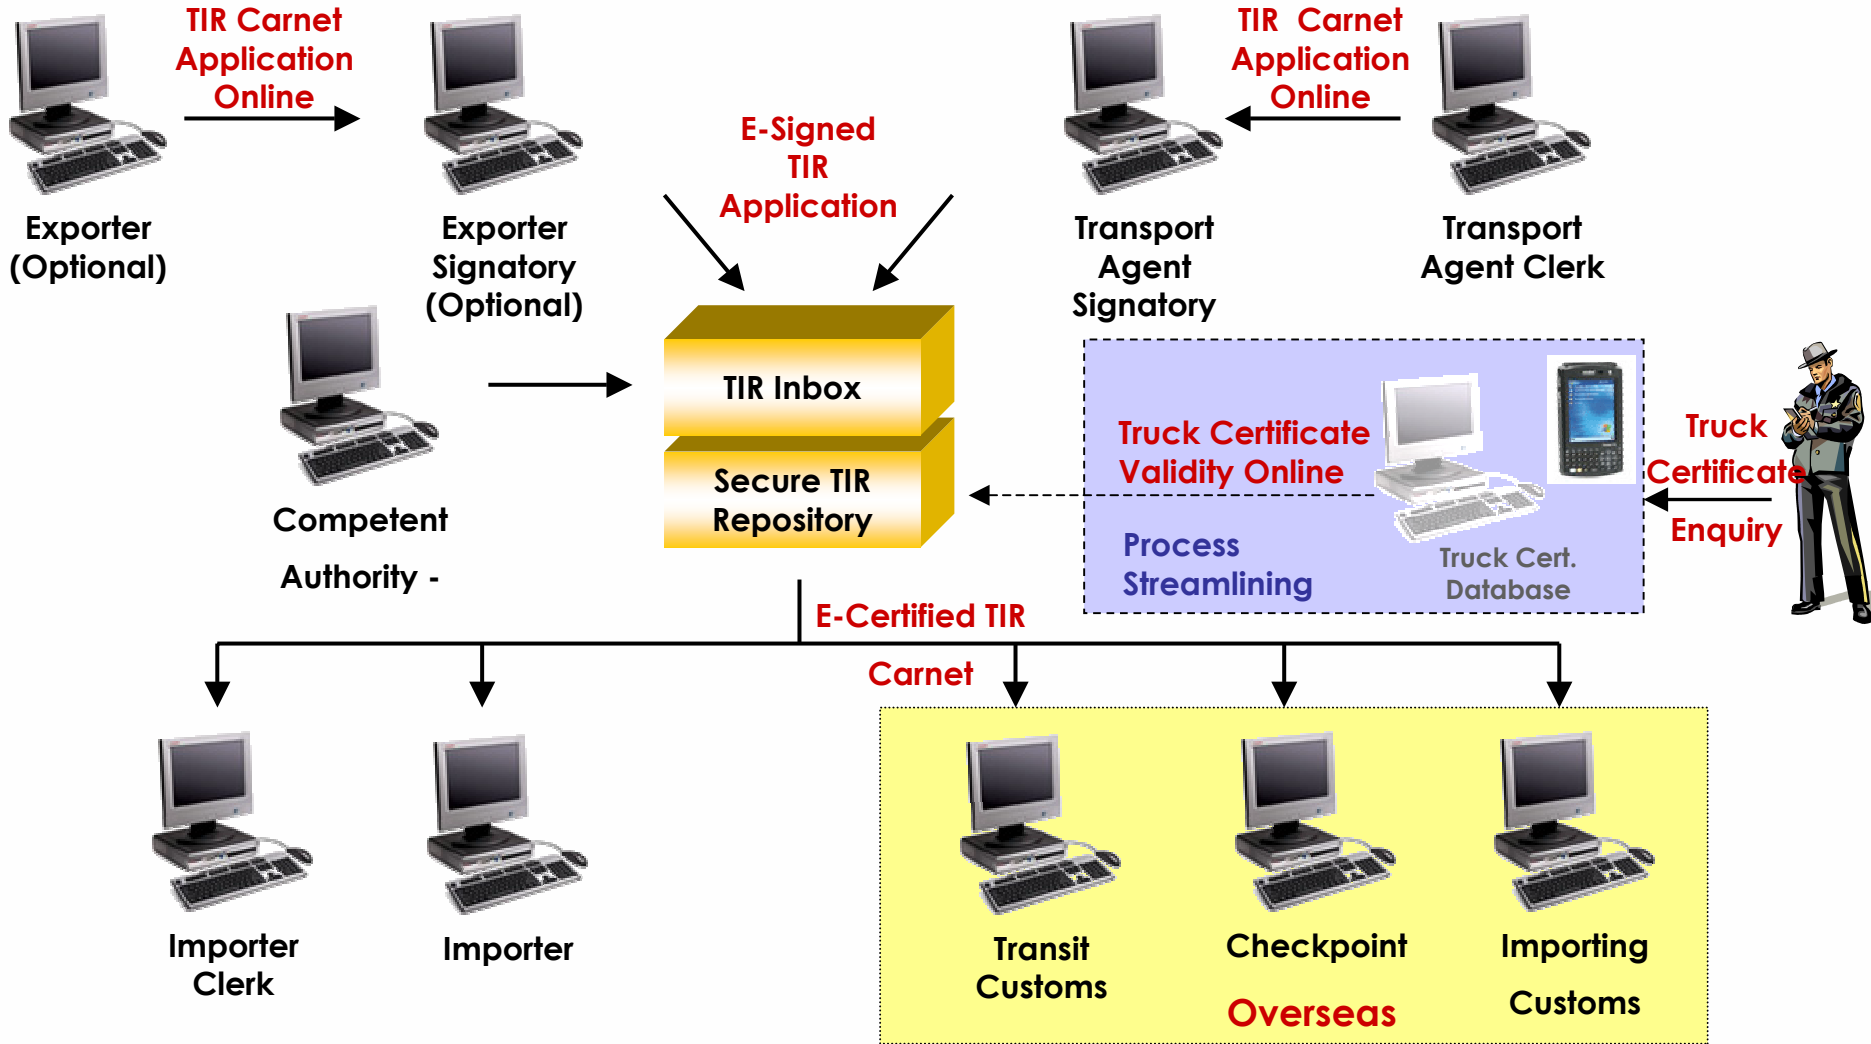 TIR Carnet
Application
Online
TIR Carnet
Application
Online
E-Signed
TIR
Application
Exporter
(Optional)
Exporter
Signatory
(Optional)
Transport
Agent
Signatory
Transport
Agent Clerk
TIR Inbox
Secure TIR
Repository
Competent
Authority -
Truck Certificate
Validity Online
Process
Streamlining
Truck Cert.
Database
Truck
Certificate
Enquiry
E-Certified TIR
Carnet
Importer
Clerk
Importer
Transit
Customs
Checkpoint
Importing
Customs
Overseas